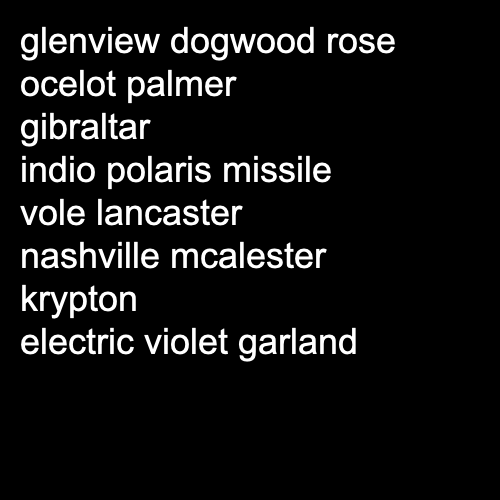 glenview dogwood rose
ocelot palmer
gibraltar
indio polaris missile
vole lancaster
nashville mcalester
krypton
electric violet garland